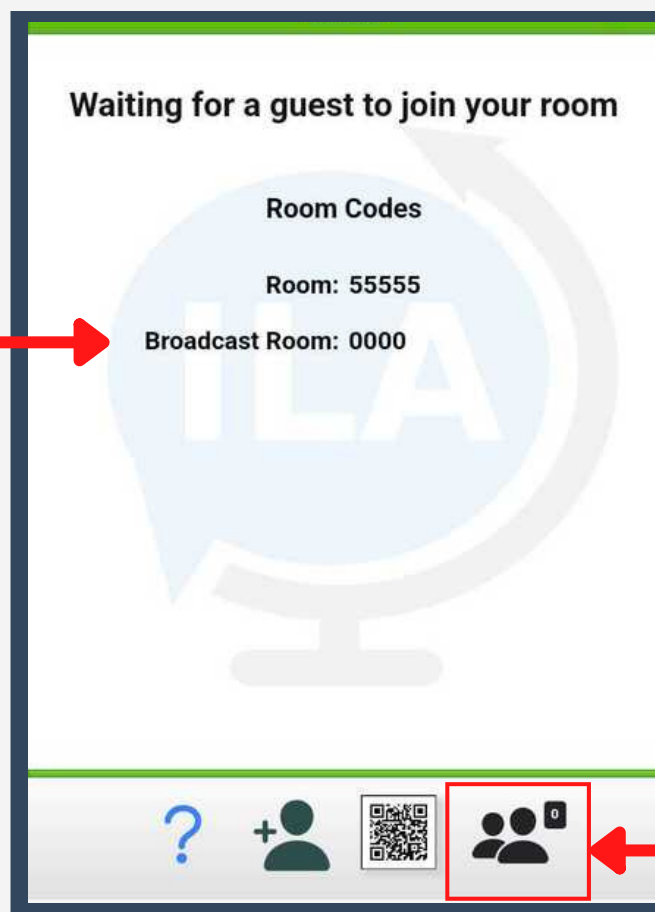 Waiting for a guest to join your room
Room Codes
Room: 55555
Broadcast Room: 0000
ILA
?
0